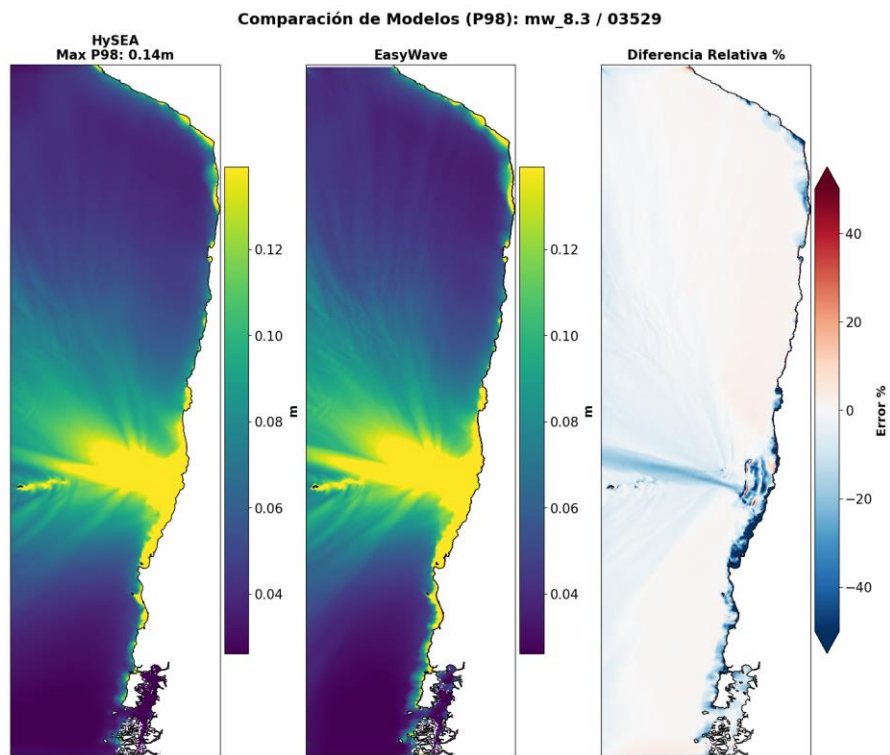 Comparación de Modelos (P98): mw_8.3 / 03529
HySEA
Max P98: 0.14m
EasyWave
Diferencia Relativa %
0.12
0.10
0.08
0.06
0.04
m
0.12
0.10
0.08
0.06
0.04
m
40
20
0
−20
−40
Error %